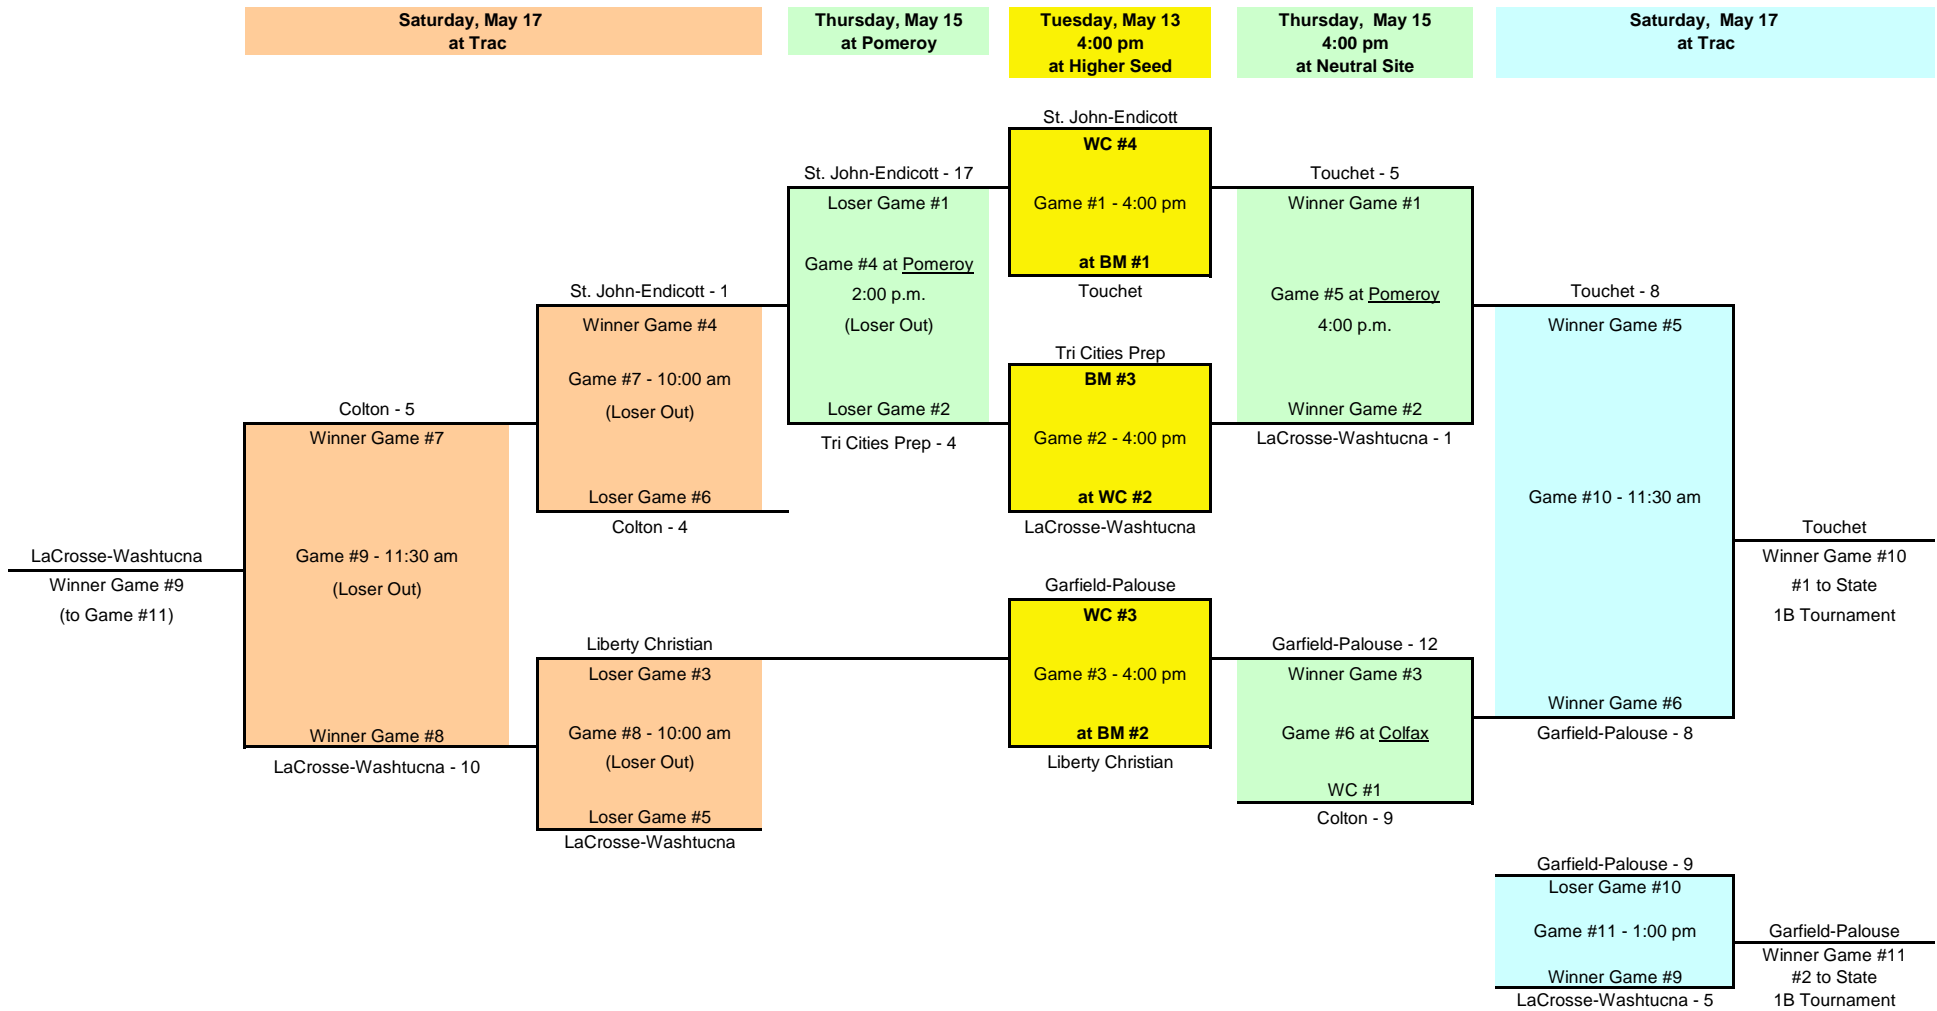 Saturday, May 17
at Trac
Thursday, May 15
at Pomeroy
Tuesday, May 13
4:00 pm
at Higher Seed
Thursday,  May 15
4:00 pm
at Neutral Site
Saturday,  May 17
at Trac
St. John-Endicott
WC #4
St. John-Endicott - 17
Touchet - 5
Loser Game #1
Game #1 - 4:00 pm
Winner Game #1
Game #4 at Pomeroy
at BM #1
St. John-Endicott - 1
2:00 p.m.
Touchet
Game #5 at Pomeroy
Touchet - 8
Winner Game #4
(Loser Out)
4:00 p.m.
Winner Game #5
Tri Cities Prep
Game #7 - 10:00 am
BM #3
Colton - 5
(Loser Out)
Loser Game #2
Winner Game #2
Winner Game #7
Tri Cities Prep - 4
Game #2 - 4:00 pm
LaCrosse-Washtucna - 1
Loser Game #6
at WC #2
Game #10 - 11:30 am
Colton - 4
LaCrosse-Washtucna
Touchet
LaCrosse-Washtucna
Game #9 - 11:30 am
Winner Game #10
Winner Game #9
(Loser Out)
Garfield-Palouse
#1 to State
(to Game #11)
WC #3
1B Tournament
Liberty Christian
Garfield-Palouse - 12
Loser Game #3
Game #3 - 4:00 pm
Winner Game #3
Winner Game #6
Winner Game #8
Game #8 - 10:00 am
at BM #2
Game #6 at Colfax
Garfield-Palouse - 8
LaCrosse-Washtucna - 10
(Loser Out)
Liberty Christian
WC #1
Loser Game #5
Colton - 9
LaCrosse-Washtucna
Garfield-Palouse - 9
Loser Game #10
Game #11 - 1:00 pm
Garfield-Palouse
Winner Game #11
Winner Game #9
#2 to State
LaCrosse-Washtucna - 5
1B Tournament